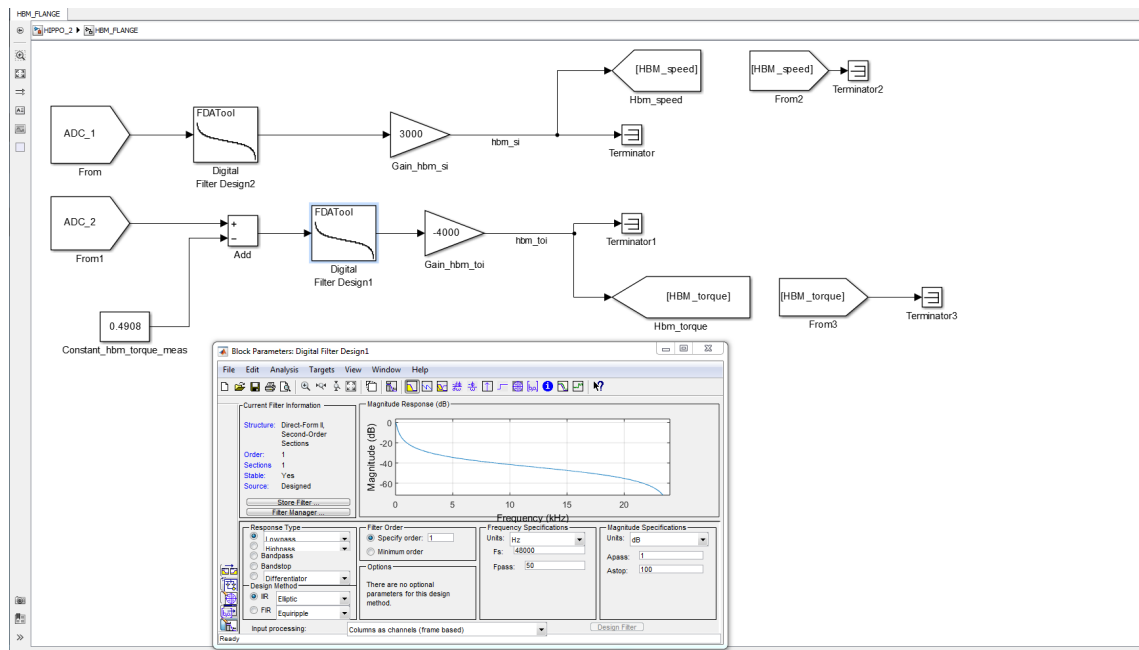 HBM_FLANGE
HIPPO_2 ▶ HBM_FLANGE
[HBM_speed]
Hbm_speed
[HBM_speed]
From2
Terminator2
ADC_1
From
FDATool
Digital
Filter Design2
3000
Gain_hbm_si
hbm_si
Terminator
ADC_2
From1
+
−
Add
FDATool
Digital
Filter Design1
-4000
Gain_hbm_toi
hbm_toi
Terminator1
[HBM_torque]
Hbm_torque
[HBM_torque]
From3
Terminator3
0.4908
Constant_hbm_torque_meas
Block Parameters: Digital Filter Design1
File Edit Analysis Targets View Window Help
Current Filter Information
Structure: Direct-Form II,
Second-Order
Sections
Order: 1
Sections 1
Stable: Yes
Source: Designed
Store Filter ...
Filter Manager ...
Magnitude Response (dB)
Magnitude (dB)
0
-20
-40
-60
0 5 10 15 20
Frequency (kHz)
Response Type
Lowpass
Highpass
Bandpass
Bandstop
Differentiator
Design Method
IIR Elliptic
FIR Equiripple
Filter Order
Specify order: 1
Minimum order
Options
There are no optional
parameters for this design
method.
Frequency Specifications
Units: Hz
Fs: 48000
Fpass: 50
Magnitude Specifications
Units: dB
Apass: 1
Astop: 100
Input processing: Columns as channels (frame based)
Design Filter
Ready